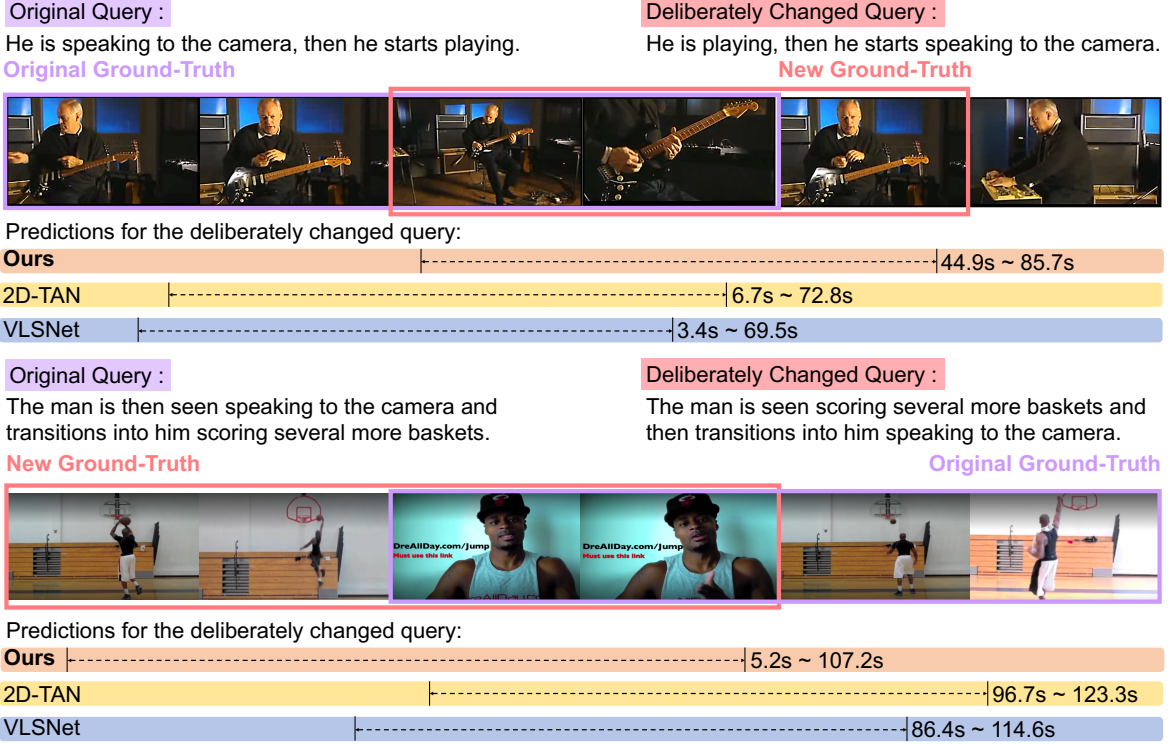 Original Query :
Deliberately Changed Query :
He is speaking to the camera, then he starts playing.
He is playing, then he starts speaking to the camera.
Original Ground-Truth
New Ground-Truth
Predictions for the deliberately changed query:
Ours
44.9s ~ 85.7s
2D-TAN
6.7s ~ 72.8s
VLSNet
3.4s ~ 69.5s
Original Query :
Deliberately Changed Query :
The man is then seen speaking to the camera and
transitions into him scoring several more baskets.
The man is seen scoring several more baskets and
then transitions into him speaking to the camera.
New Ground-Truth
Original Ground-Truth
DreAllDay.com/Jump
Must use this link
DreAllDay.com/Jump
Must use this link
Predictions for the deliberately changed query:
Ours
5.2s ~ 107.2s
2D-TAN
96.7s ~ 123.3s
VLSNet
86.4s ~ 114.6s